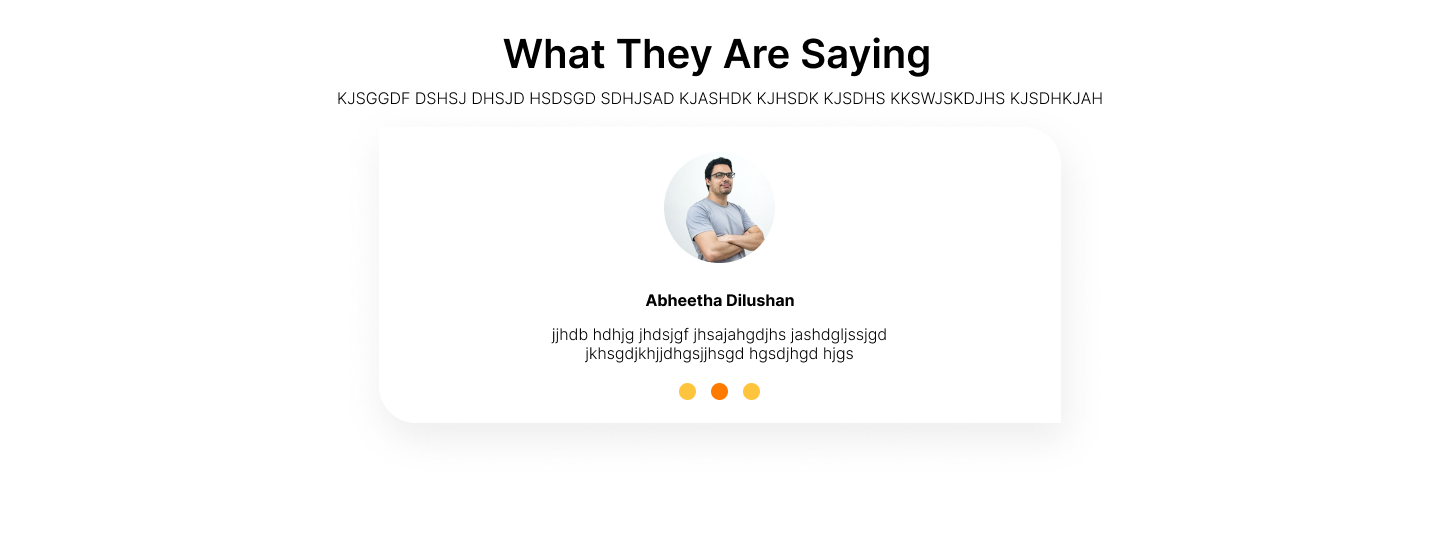 What They Are Saying
KJSGGDF DSHSJ DHSJD HSDSGD SDHJSAD KJASHDK KJHSDK KJSDHS KKSWJSKDJHS KJSDHKJAH
Abheetha Dilushan
jjhdb hdhjg jhdsjgf jhsajahgdjhs jashdgljssjgd
jkhsgdjkhjjdhgsjjhsgd hgsdjhgd hjgs